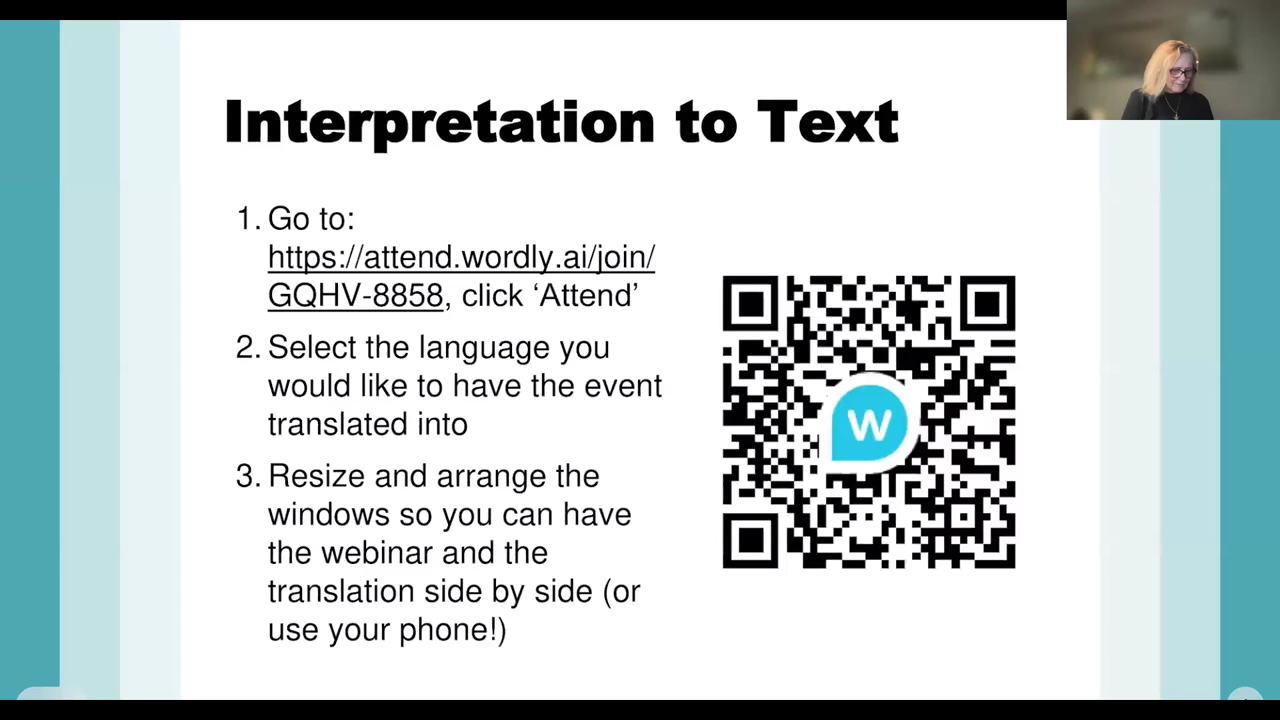 Interpretation to Text
1. Go to:
https://attend.wordly.ai/join/
GQHV-8858, click ‘Attend’
2. Select the language you
would like to have the event
translated into
3. Resize and arrange the
windows so you can have
the webinar and the
translation side by side (or
use your phone!)
W